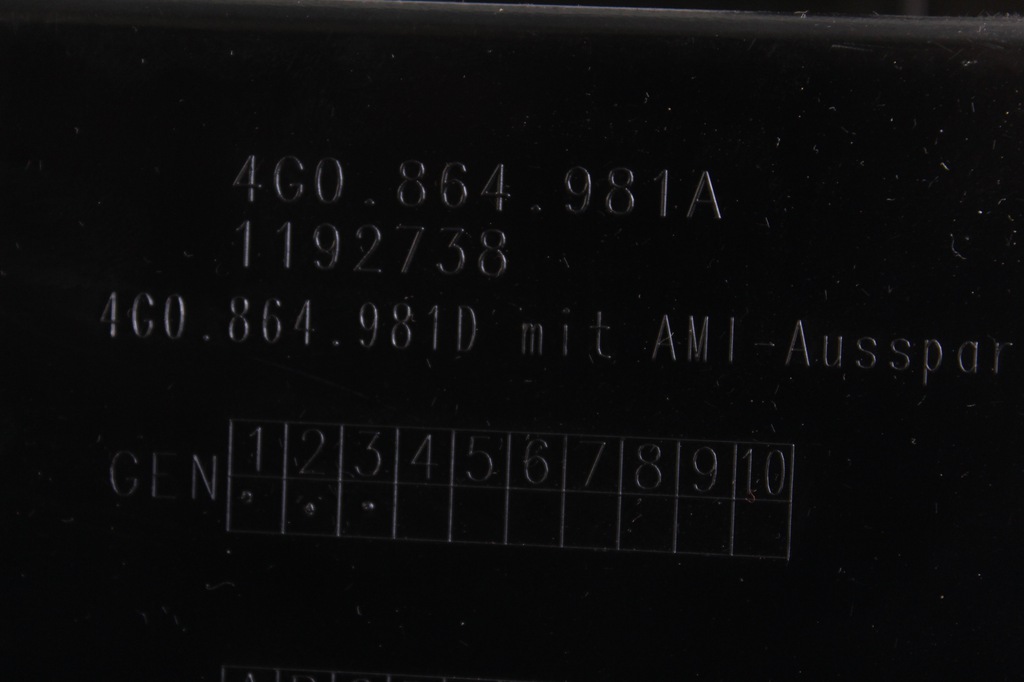 4G0.864.981A
1192738
4G0.864.981D mit AMI-Ausspar
GEN 1 2 3 4 5 6 7 8 9 10